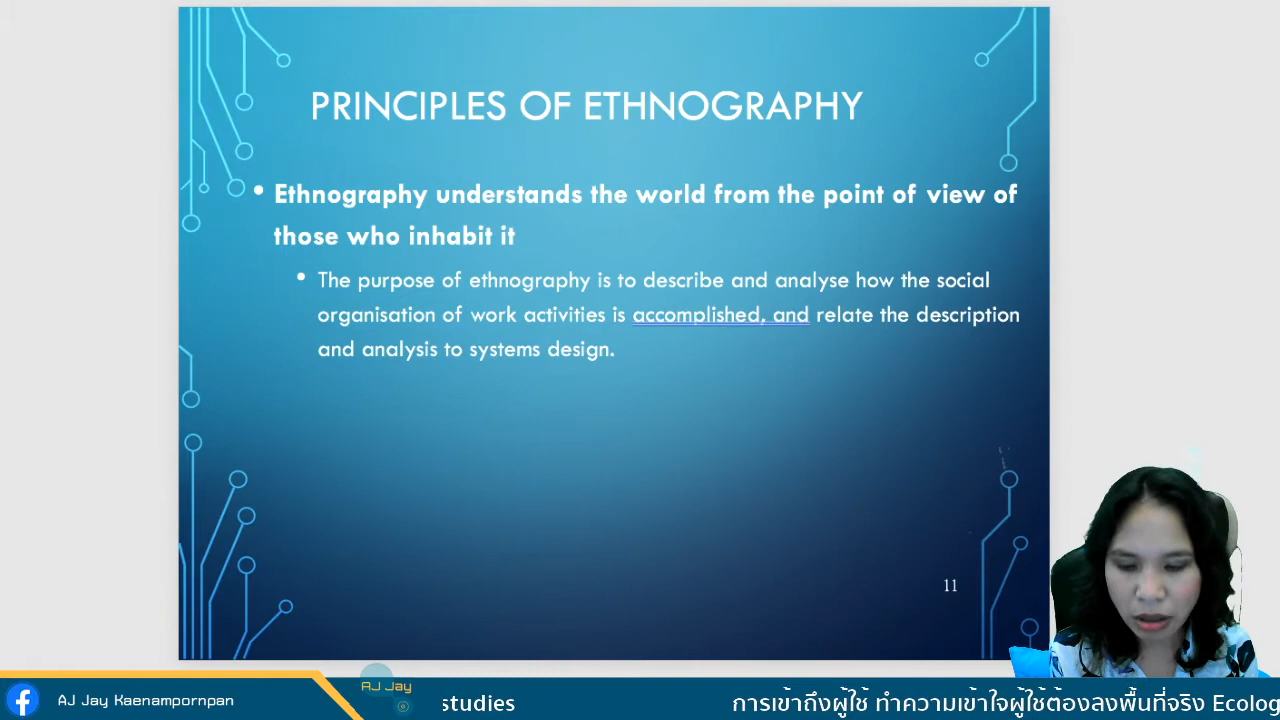 PRINCIPLES OF ETHNOGRAPHY
• Ethnography understands the world from the point of view of
those who inhabit it
• The purpose of ethnography is to describe and analyse how the social
organisation of work activities is accomplished, and relate the description
and analysis to systems design.
11
AJ Jay Kaenampornpan
AJ Jay
studies
การเข้าถึงผู้ใช้ ทำความเข้าใจผู้ใช้ต้องลงพื้นที่จริง Ecolog